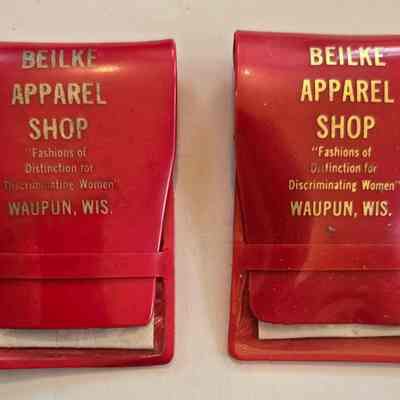 BEILKE
APPAREL
SHOP
"Fashions of
Distinction for
Discriminating Women"
WAUPUN, WIS.
BEILKE
APPAREL
SHOP
"Fashions of
Distinction for
Discriminating Women"
WAUPUN, WIS.